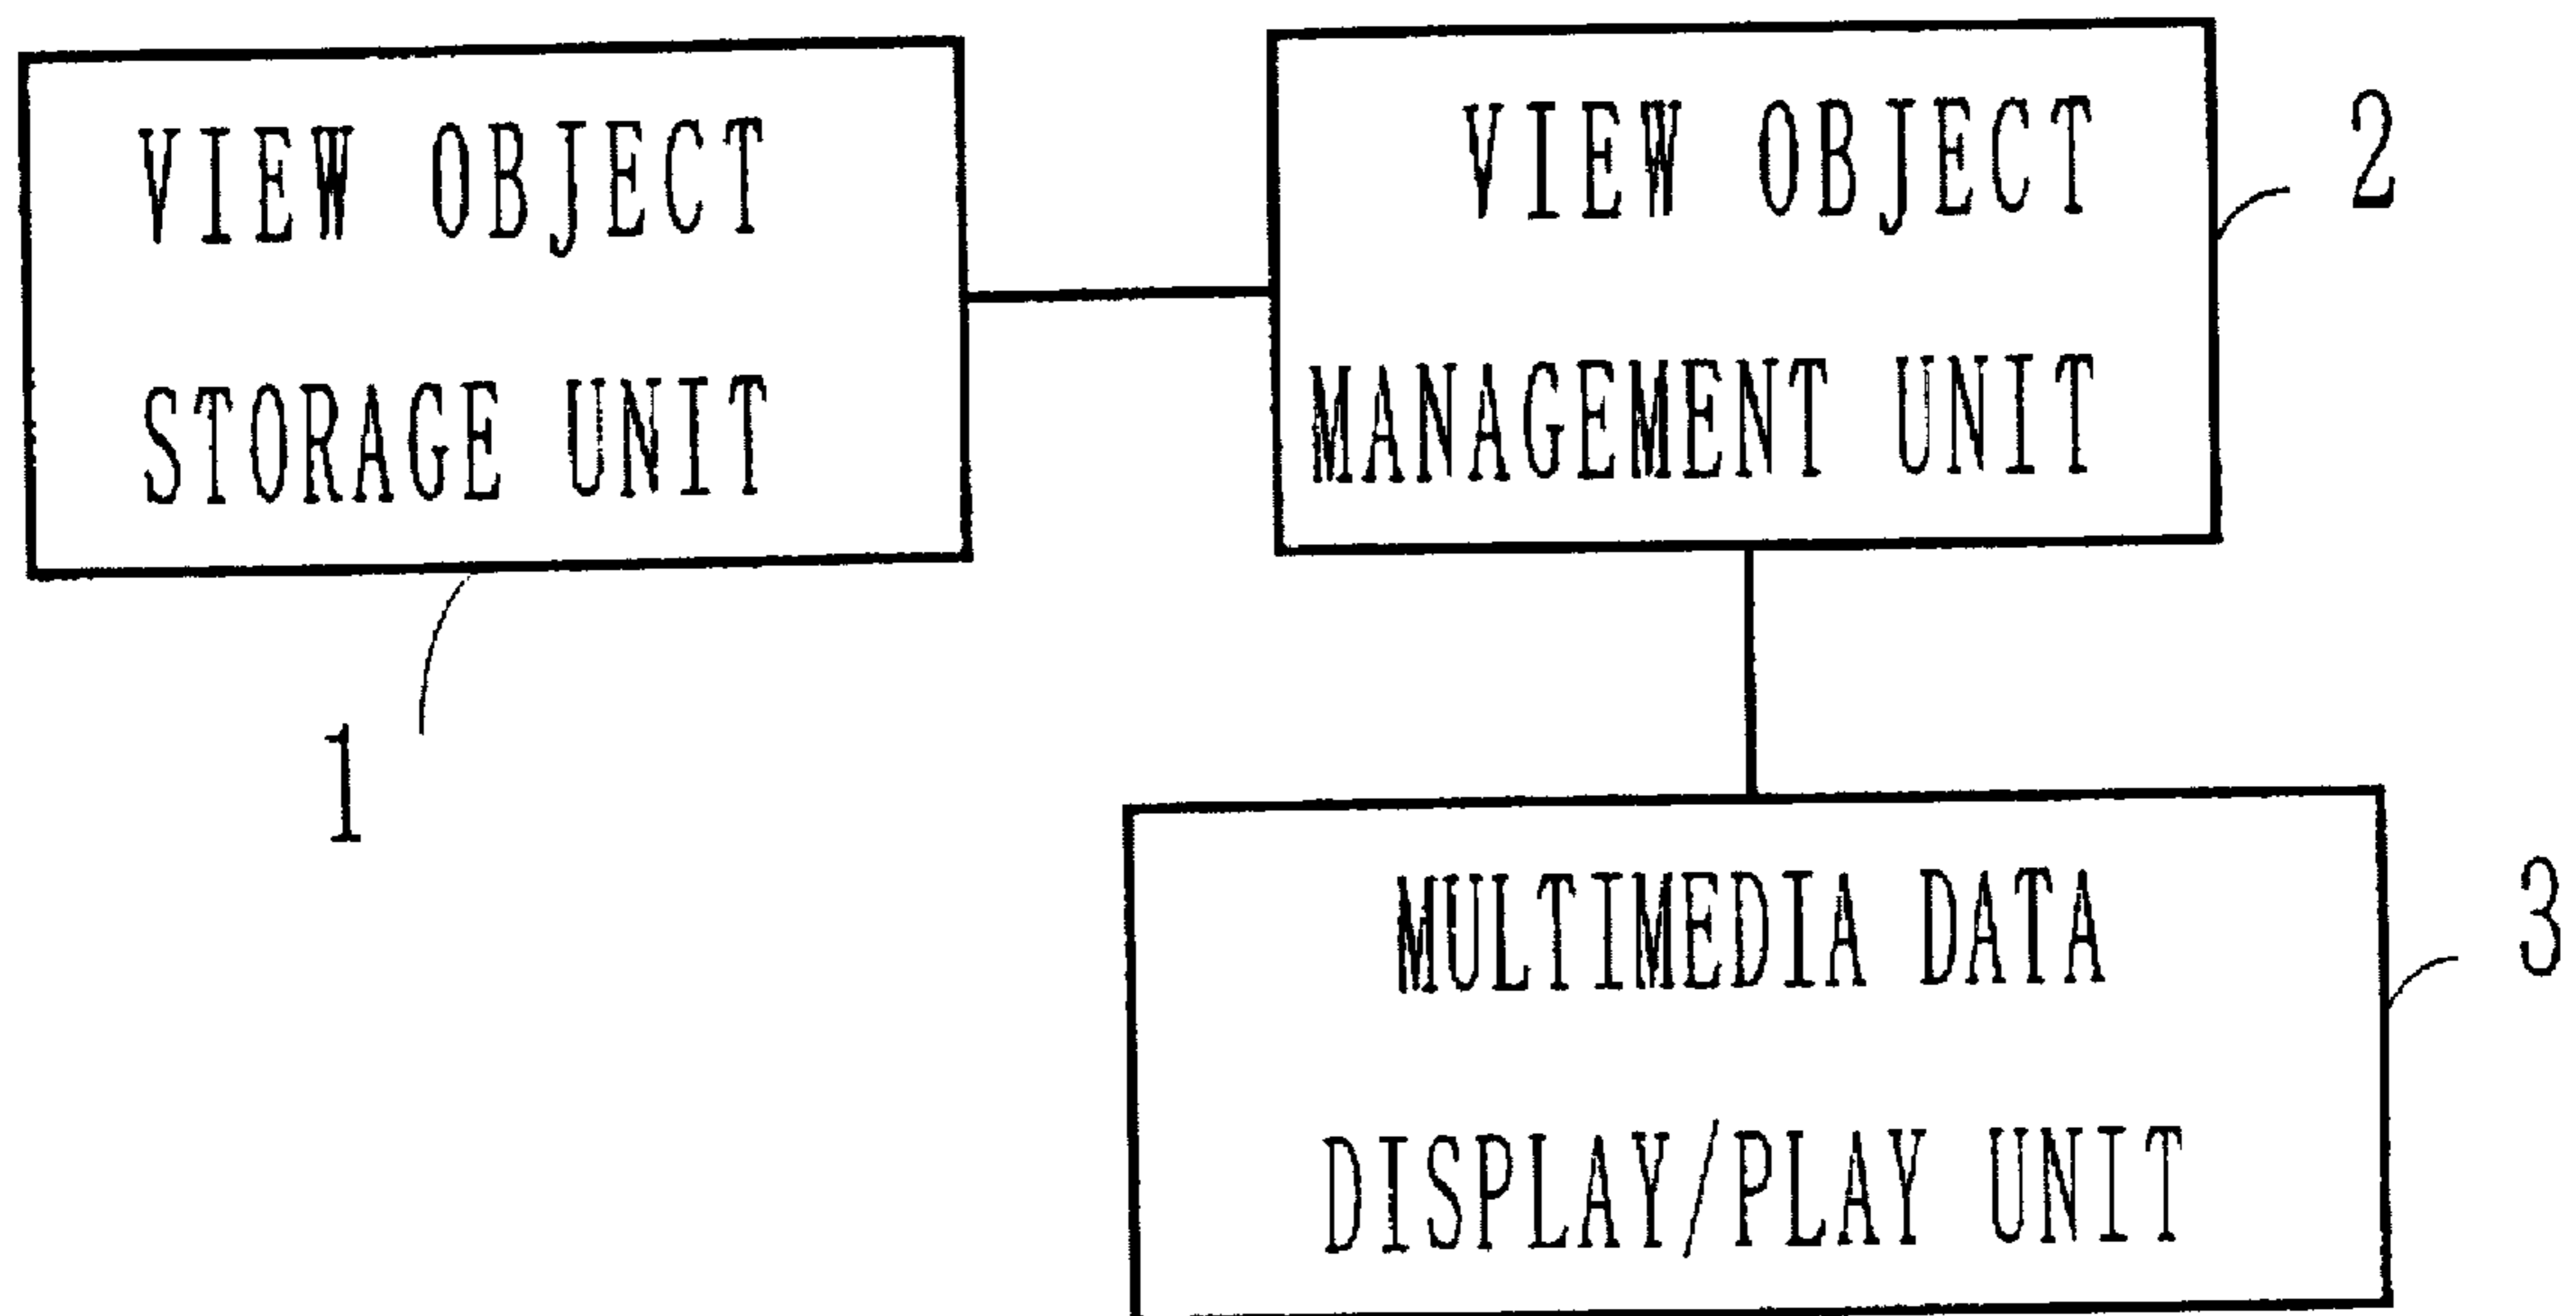 VIEW OBJECT
STORAGE UNIT
1
VIEW OBJECT
MANAGEMENT UNIT
2
MULTIMEDIA DATA
DISPLAY/PLAY UNIT
3